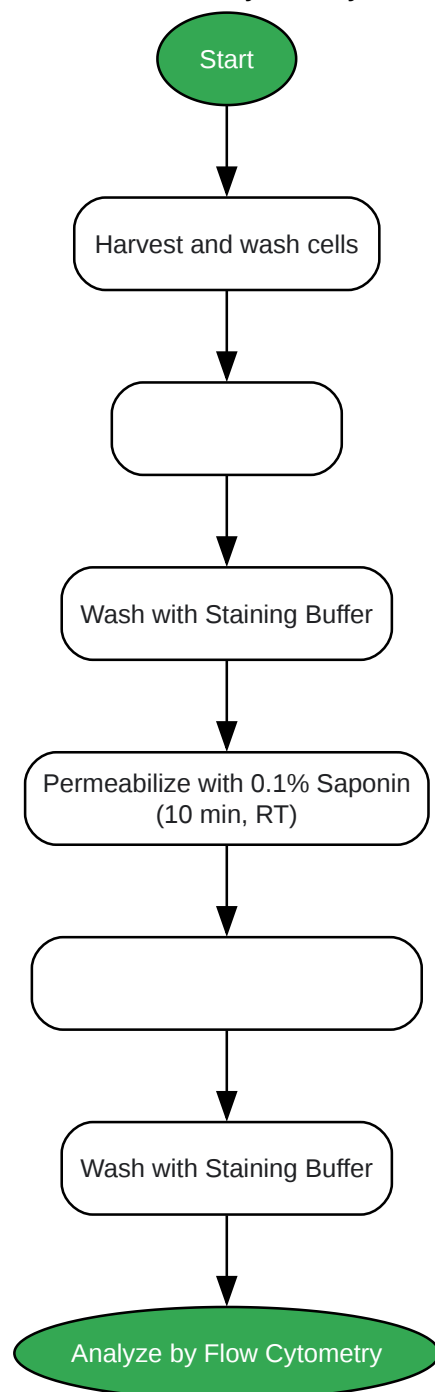 Start
Harvest and wash cells
Wash with Staining Buffer
Permeabilize with 0.1% Saponin
(10 min, RT)
Wash with Staining Buffer
Analyze by Flow Cytometry